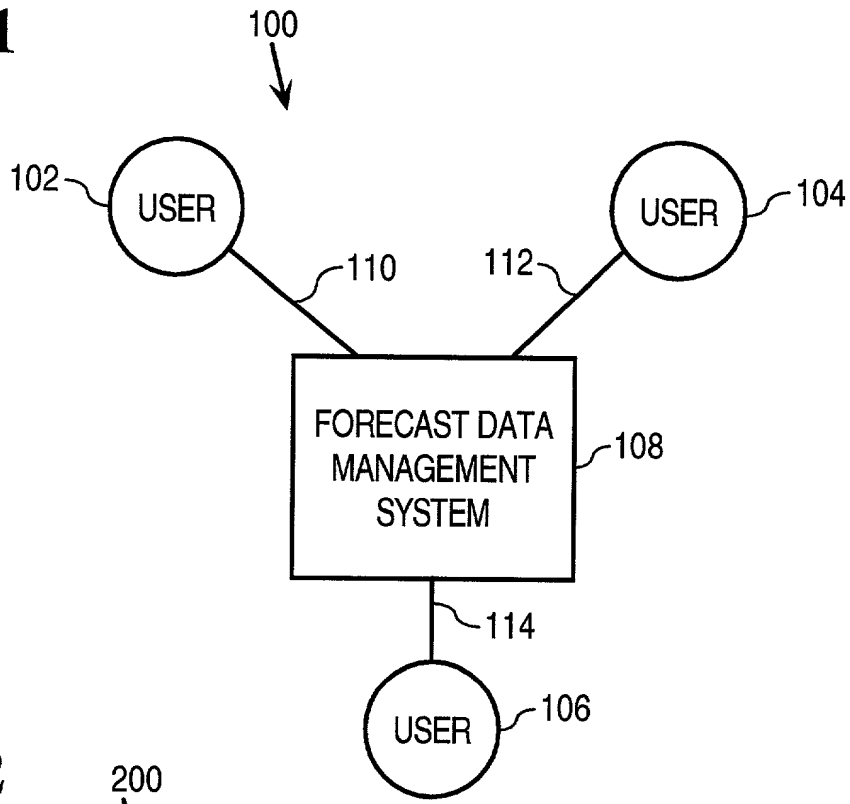 1
100
102
USER
USER
104
110
112
FORECAST DATA
MANAGEMENT
SYSTEM
108
114
USER
106
2
200